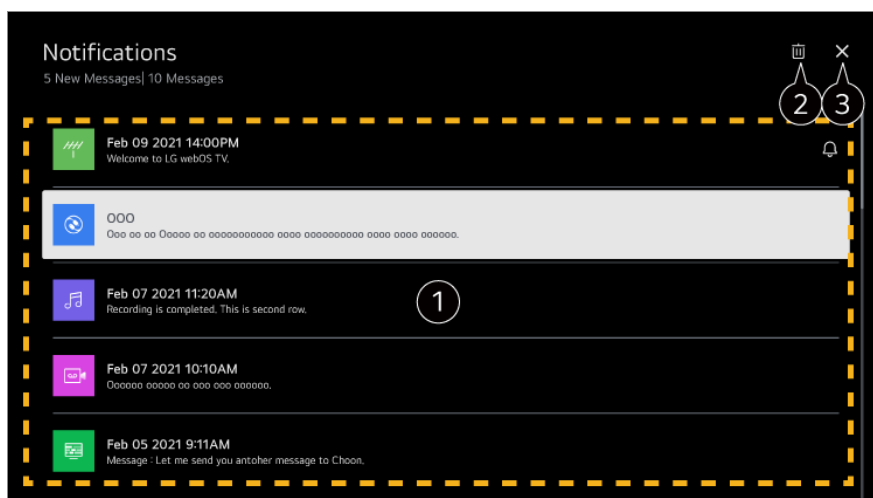 Notifications
5 New Messages| 10 Messages
2 3
Feb 09 2021 14:00PM
Welcome to LG webOS TV.
OOO
Ooo oo oo Ooooo oo ooooooooooo oooo oooooooooo oooo oooo oooooo.
Feb 07 2021 11:20AM
Recording is completed, This is second row,
1
Feb 07 2021 10:10AM
Oooooo ooooo oo ooo ooo oooooo.
Feb 05 2021 9:11AM
Message : Let me send you antoher message to Choon,